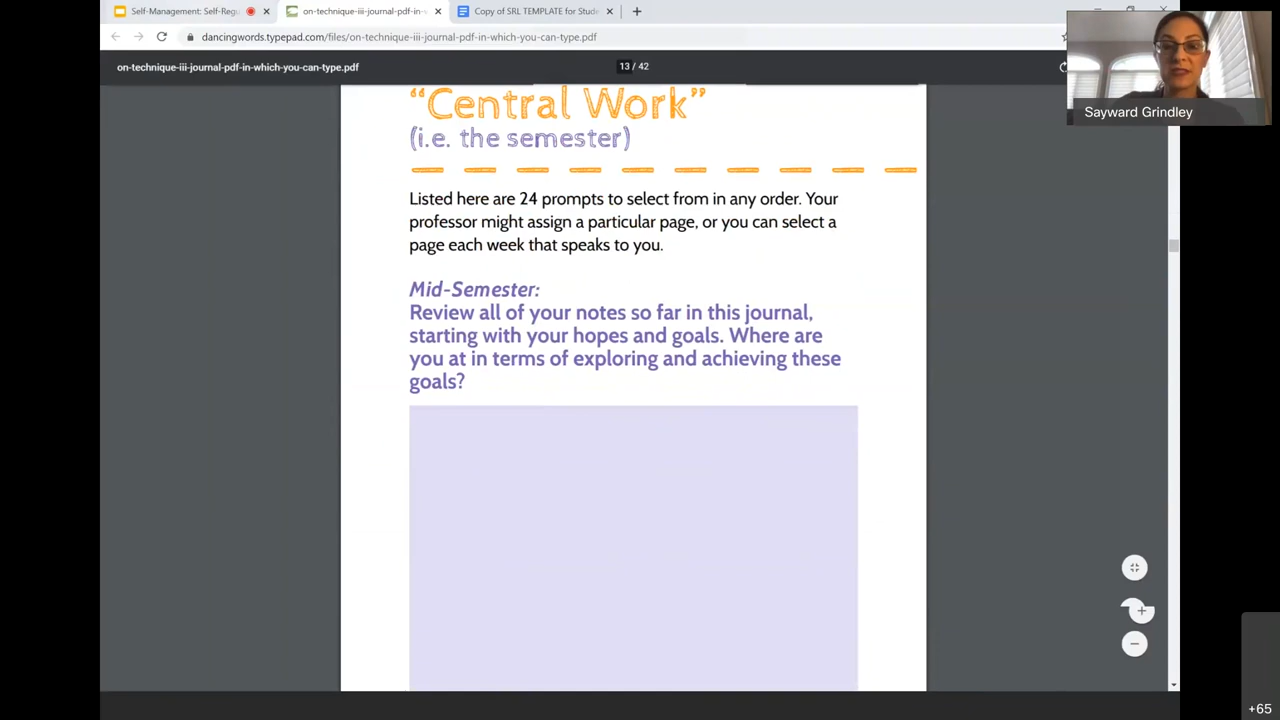 Self-Management: Self-Regu
on-technique-iii-journal-pdf-in-v
Copy of SRL TEMPLATE for Stude
dancingwords.typepad.com/files/on-technique-iii-journal-pdf-in-which-you-can-type.pdf
on-technique-iii-journal-pdf-in-which-you-can-type.pdf
13 / 42
Sayward Grindley
“Central Work”
(i.e. the semester)
Listed here are 24 prompts to select from in any order. Your
professor might assign a particular page, or you can select a
page each week that speaks to you.
Mid-Semester:
Review all of your notes so far in this journal,
starting with your hopes and goals. Where are
you at in terms of exploring and achieving these
goals?
+65